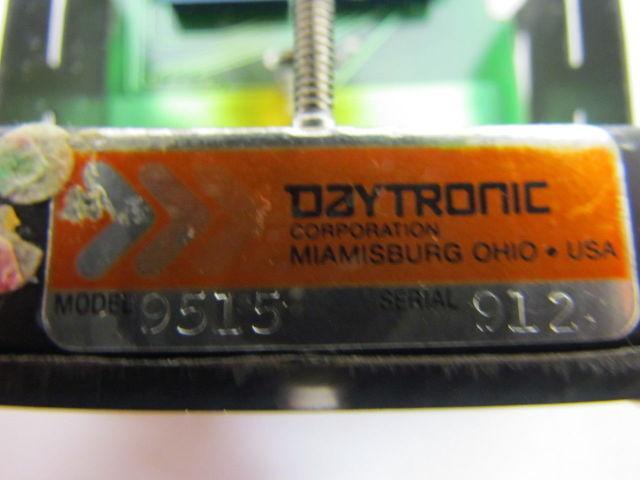 DAYTRONIC
CORPORATION
MIAMISBURG OHIO • USA
MODEL 9515 SERIAL 912